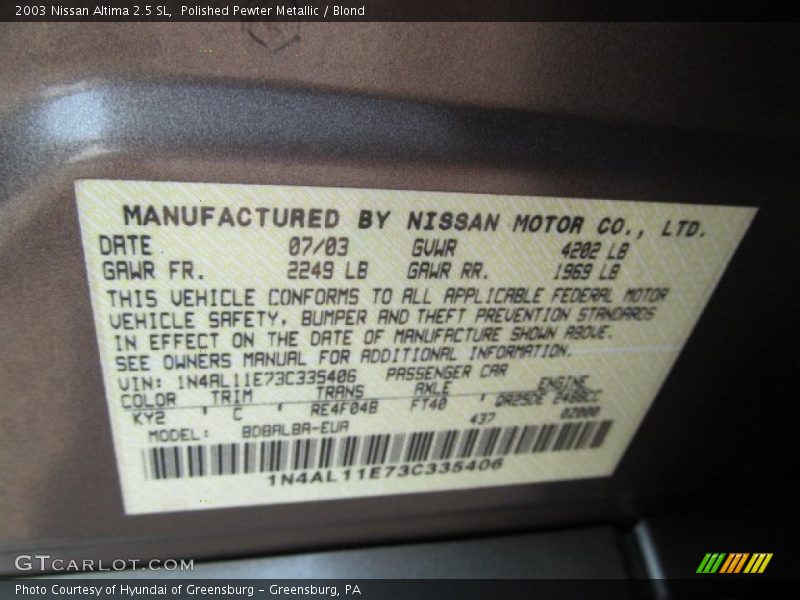 2003 Nissan Altima 2.5 SL,  Polished Pewter Metallic / Blond
MANUFACTURED BY NISSAN MOTOR CO., LTD.
DATE 07/03 GVWR 4202 LB
GAWR FR. 2249 LB GAWR RR. 1969 LB
THIS VEHICLE CONFORMS TO ALL APPLICABLE FEDERAL MOTOR
VEHICLE SAFETY, BUMPER AND THEFT PREVENTION STANDARDS
IN EFFECT ON THE DATE OF MANUFACTURE SHOWN ABOVE.
SEE OWNERS MANUAL FOR ADDITIONAL INFORMATION.
VIN: 1N4AL11E73C335406 PASSENGER CAR
COLOR TRIM TRANS AXLE ENGINE
KY2 C RE4F04B FT40 QR25DE 2488CC
MODEL: BDBALBA-EUA 437 02000
1N4AL11E73C335406
GTCARLOT.COM
Photo Courtesy of Hyundai of Greensburg - Greensburg, PA